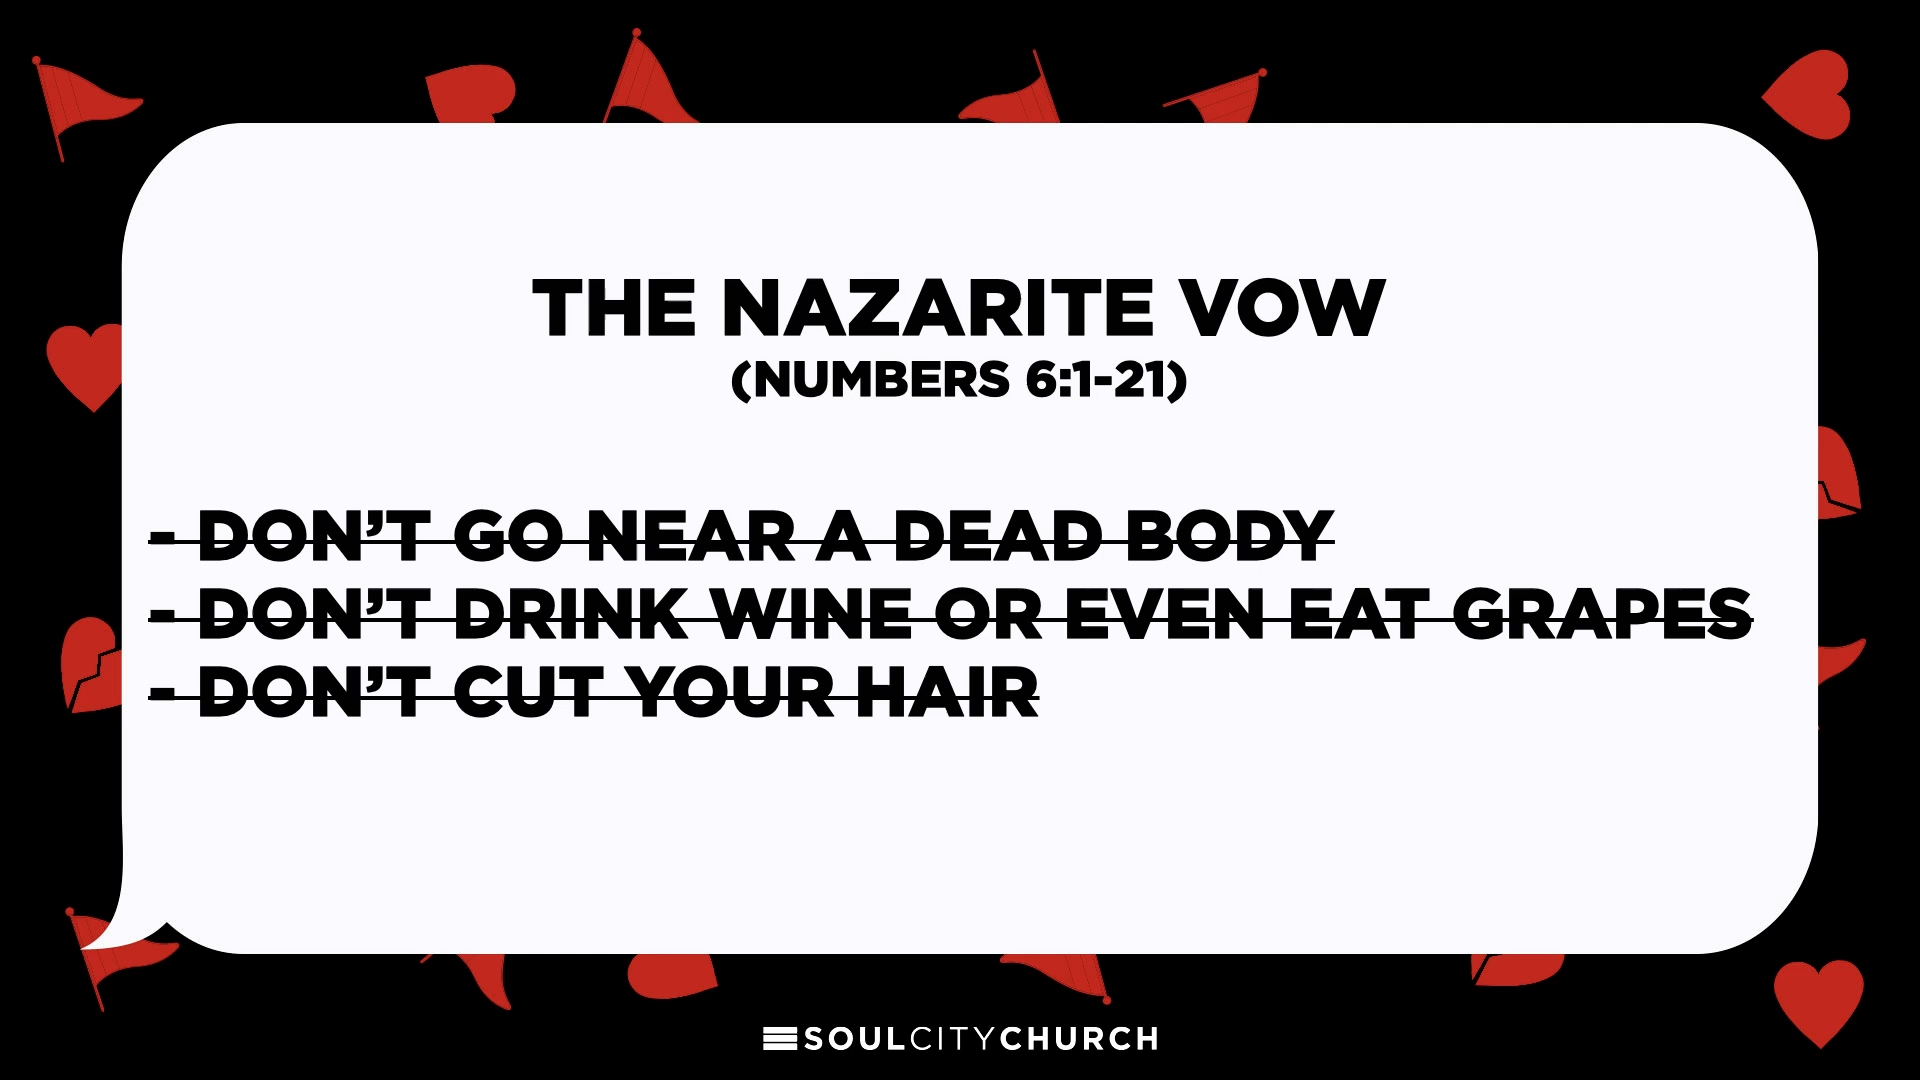 THE NAZARITE VOW
(NUMBERS 6:1-21)
- DON’T GO NEAR A DEAD BODY
- DON’T DRINK WINE OR EVEN EAT GRAPES
- DON’T CUT YOUR HAIR
SOULCITYCHURCH